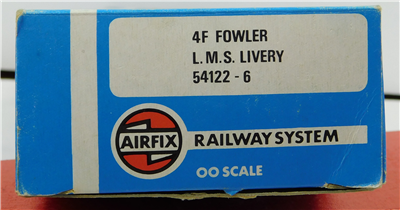 4F FOWLER
L.M.S. LIVERY
54122-6
AIRFIX RAILWAY SYSTEM
OO SCALE